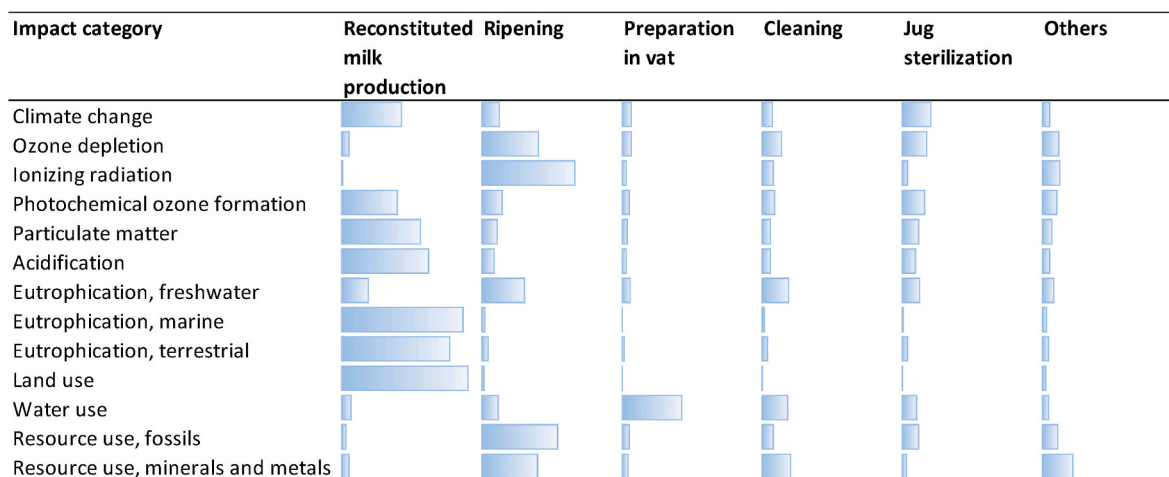 Impact category Reconstituted Ripening Preparation Cleaning Jug Others
milk in vat sterilization
production
Climate change
Ozone depletion
Ionizing radiation
Photochemical ozone formation
Particulate matter
Acidification
Eutrophication, freshwater
Eutrophication, marine
Eutrophication, terrestrial
Land use
Water use
Resource use, fossils
Resource use, minerals and metals